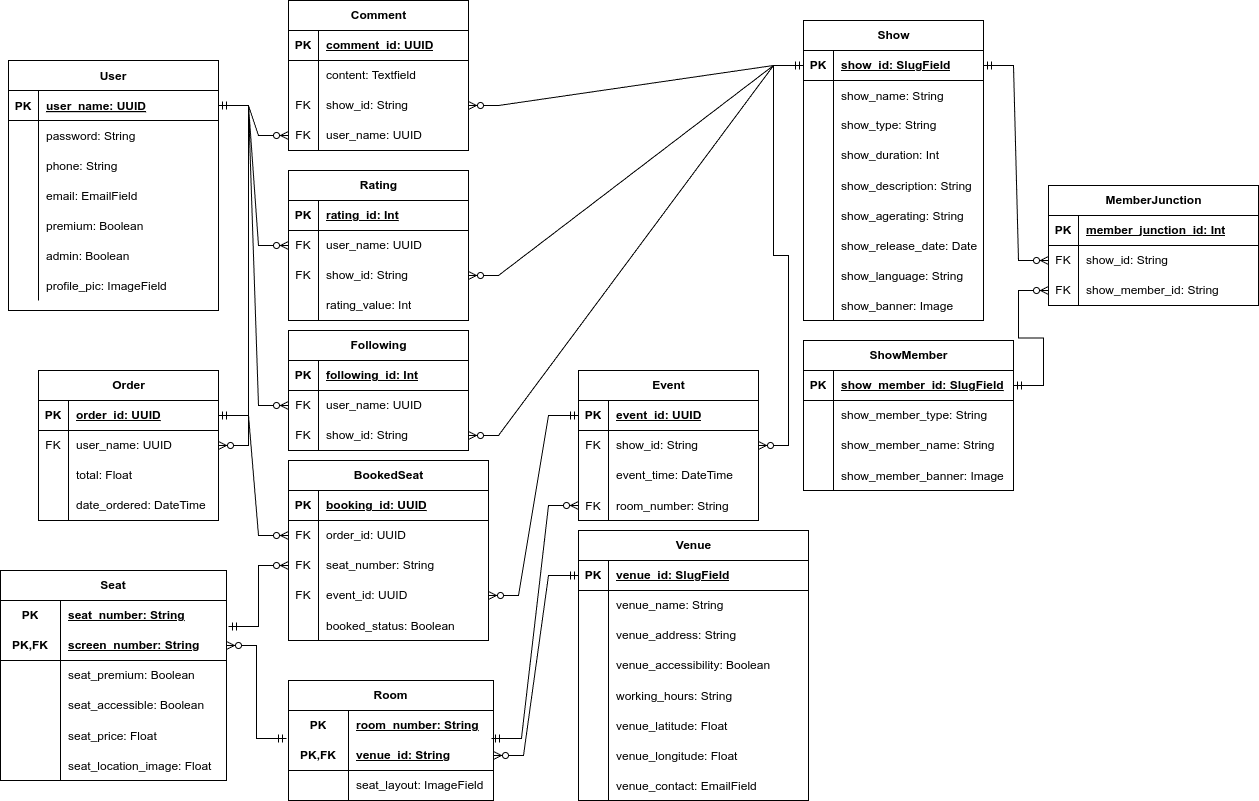 Comment
PK comment_id: UUID
content: Textfield
FK show_id: String
FK user_name: UUID
User
PK user_name: UUID
password: String
phone: String
email: EmailField
premium: Boolean
admin: Boolean
profile_pic: ImageField
Rating
PK rating_id: Int
FK user_name: UUID
FK show_id: String
rating_value: Int
Following
PK following_id: Int
FK user_name: UUID
FK show_id: String
Show
PK show_id: SlugField
show_name: String
show_type: String
show_duration: Int
show_description: String
show_agerating: String
show_release_date: Date
show_language: String
show_banner: Image
MemberJunction
PK member_junction_id: Int
FK show_id: String
FK show_member_id: String
ShowMember
PK show_member_id: SlugField
show_member_type: String
show_member_name: String
show_member_banner: Image
Order
PK order_id: UUID
FK user_name: UUID
total: Float
date_ordered: DateTime
BookedSeat
PK booking_id: UUID
FK order_id: UUID
FK seat_number: String
FK event_id: UUID
booked_status: Boolean
Event
PK event_id: UUID
FK show_id: String
event_time: DateTime
FK room_number: String
Venue
PK venue_id: SlugField
venue_name: String
venue_address: String
venue_accessibility: Boolean
working_hours: String
venue_latitude: Float
venue_longitude: Float
venue_contact: EmailField
Seat
PK seat_number: String
PK,FK screen_number: String
seat_premium: Boolean
seat_accessible: Boolean
seat_price: Float
seat_location_image: Float
Room
PK room_number: String
PK,FK venue_id: String
seat_layout: ImageField